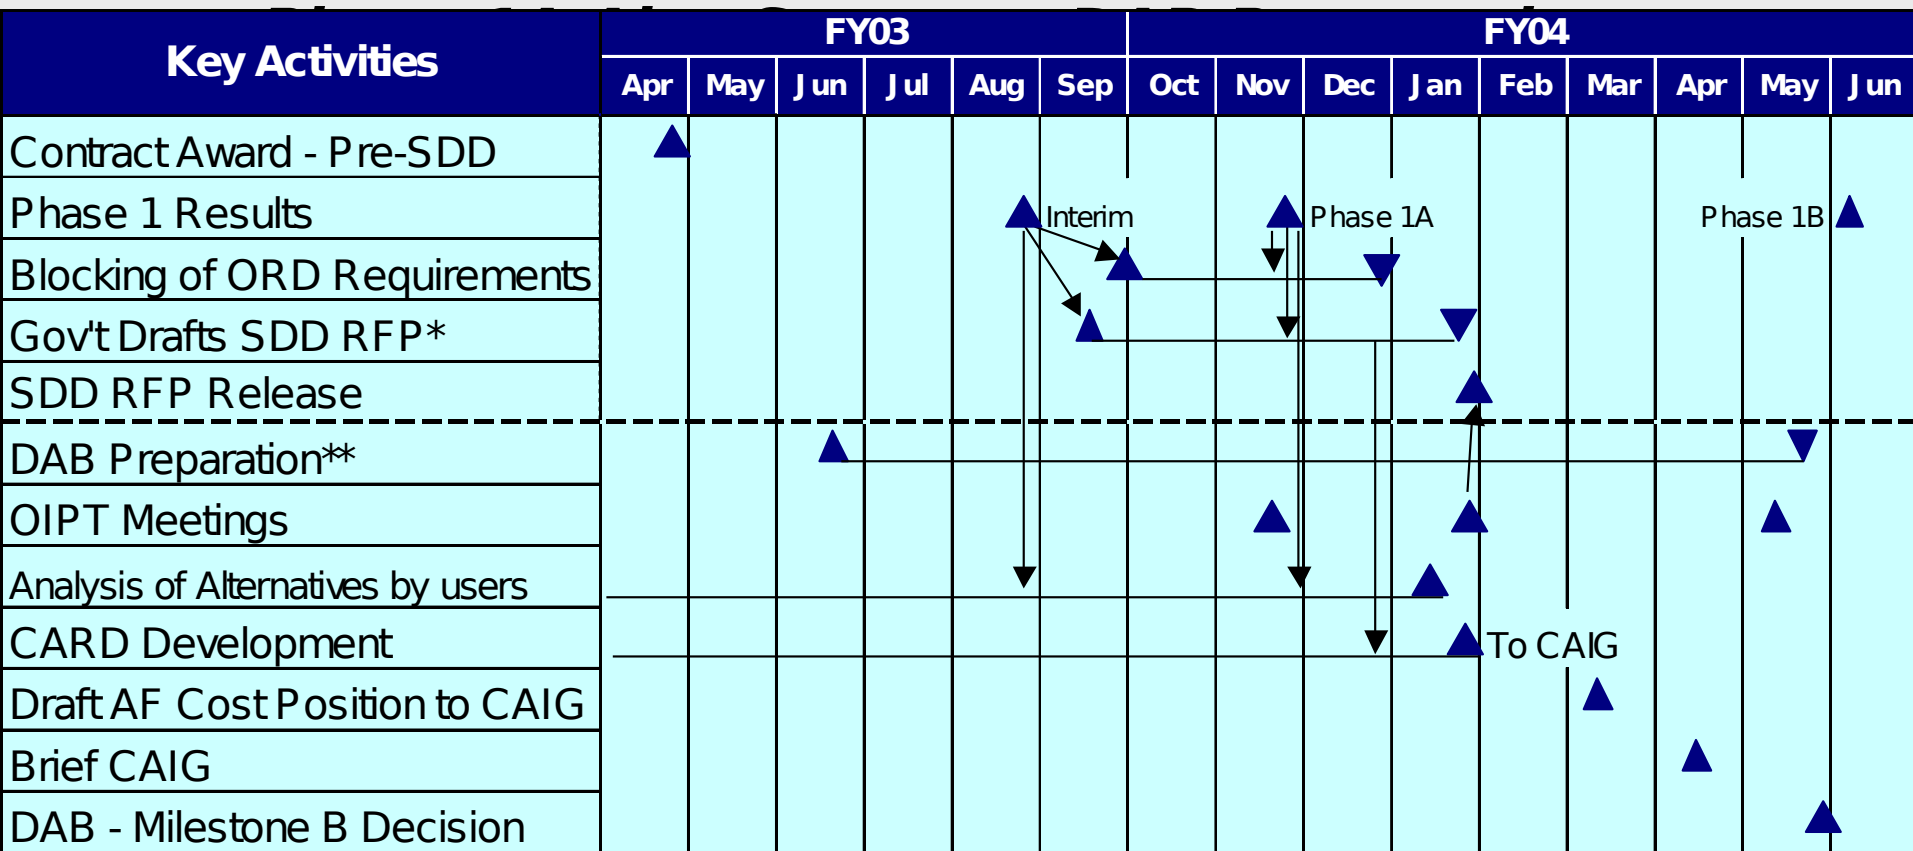 FY03 FY04
Key Activities
Apr May Jun Jul Aug Sep Oct Nov Dec Jan Feb Mar Apr May Jun
Contract Award - Pre-SDD
Phase 1 Results Interim Phase 1A Phase 1B
Blocking of ORD Requirements
Gov't Drafts SDD RFP*
SDD RFP Release
DAB Preparation**
OIPT Meetings
Analysis of Alternatives by users
CARD Development To CAIG
Draft AF Cost Position to CAIG
Brief CAIG
DAB - Milestone B Decision